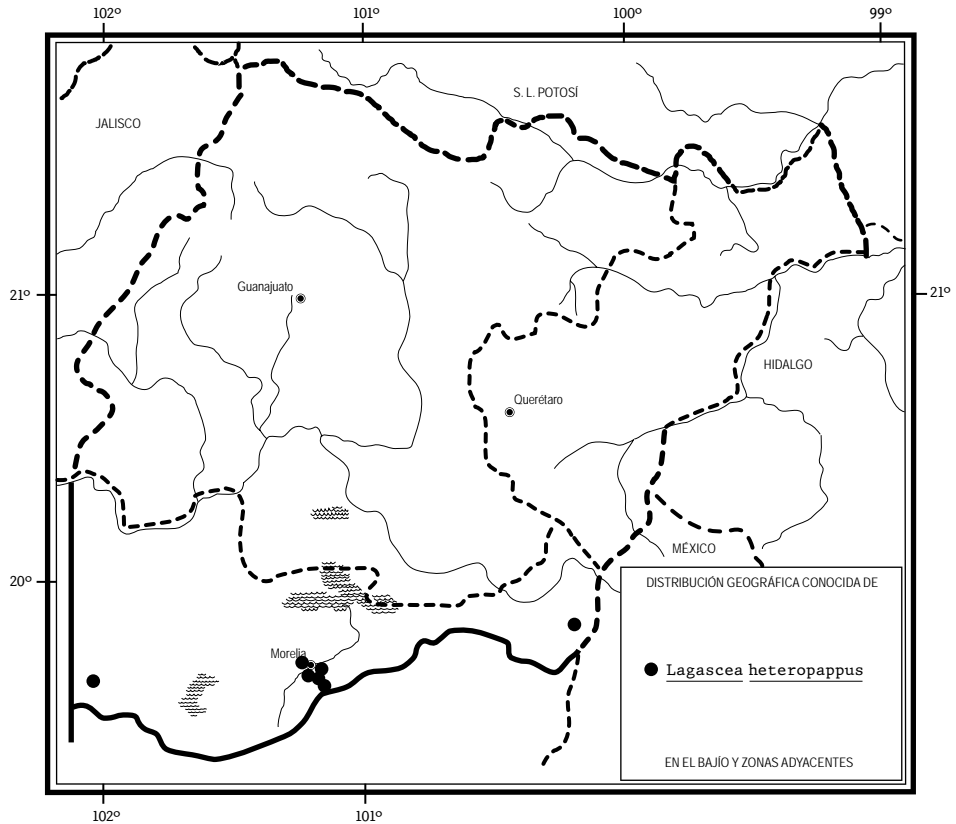 102º 101º 100º 99º
S. L. POTOSÍ
JALISCO
Guanajuato
21º 21º
HIDALGO
Querétaro
MÉXICO
20º
DISTRIBUCIÓN GEOGRÁFICA CONOCIDA DE
Morelia
Lagascea heteropappus
EN EL BAJÍO Y ZONAS ADYACENTES
102º 101º